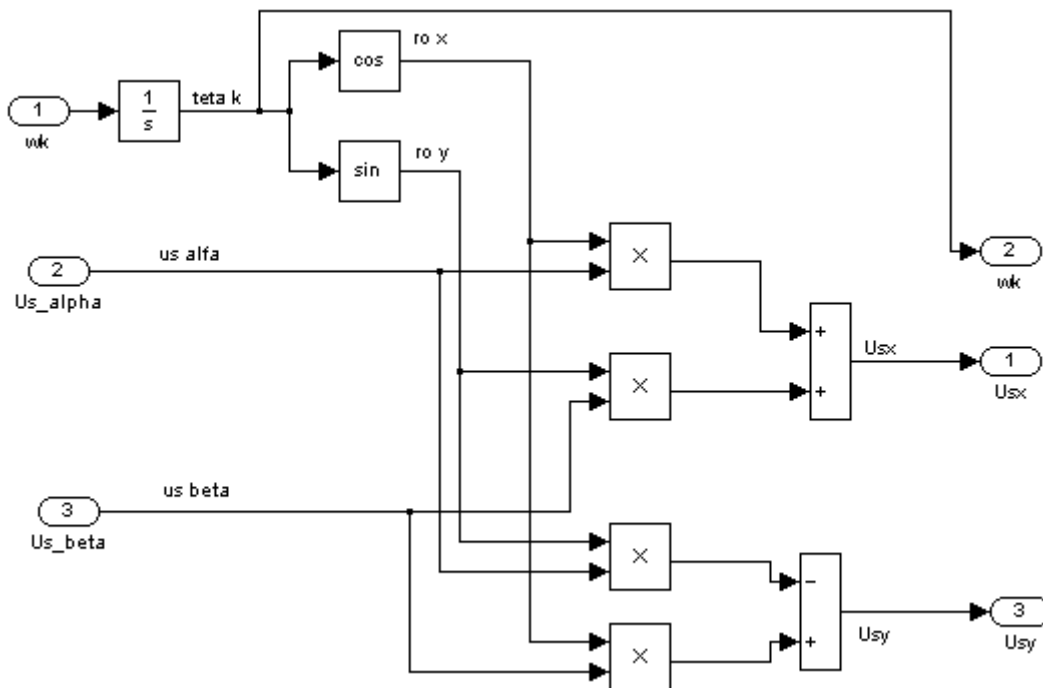 ro x
cos
1
1
s
teta k
wk
ro y
sin
us alfa
×
2
Us_alpha
2
wk
+
Usx
1
×
+
Usx
us beta
3
Us_beta
×
−
3
Usy
Usy
×
+